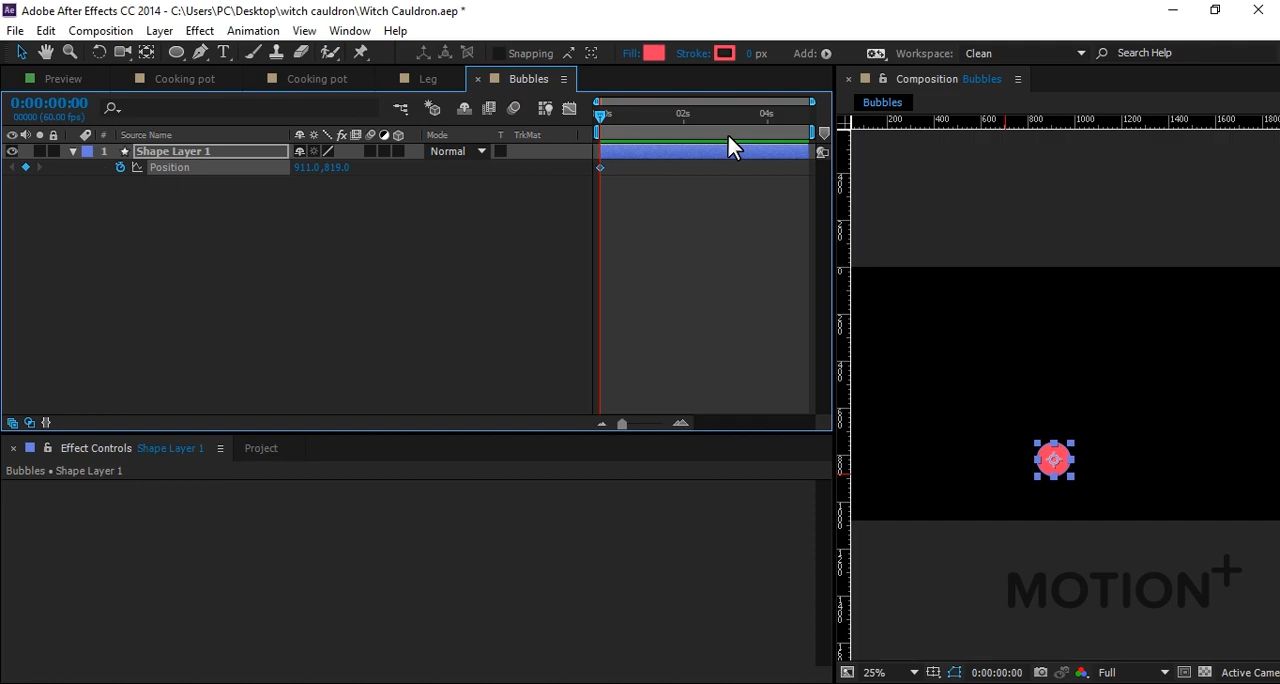 Adobe After Effects CC 2014 - C:\Users\PC\Desktop\witch cauldron\Witch Cauldron.aep *
File Edit Composition Layer Effect Animation View Window Help
Snapping Fill: Stroke: 0 px Add: Workspace: Clean Search Help
Preview Cooking pot Cooking pot Leg × Bubbles
× Composition Bubbles
0:00:00:00
00000 (60.00 fps)
02s 04s
Bubbles
# Source Name Mode T TrkMat
1 Shape Layer 1 Normal
Position 911.0,819.0
200 400 600 800 1000 1200 1400 1600 1800
× Effect Controls Shape Layer 1 Project
Bubbles • Shape Layer 1
MOTION+
25% 0:00:00:00 Full Active Came